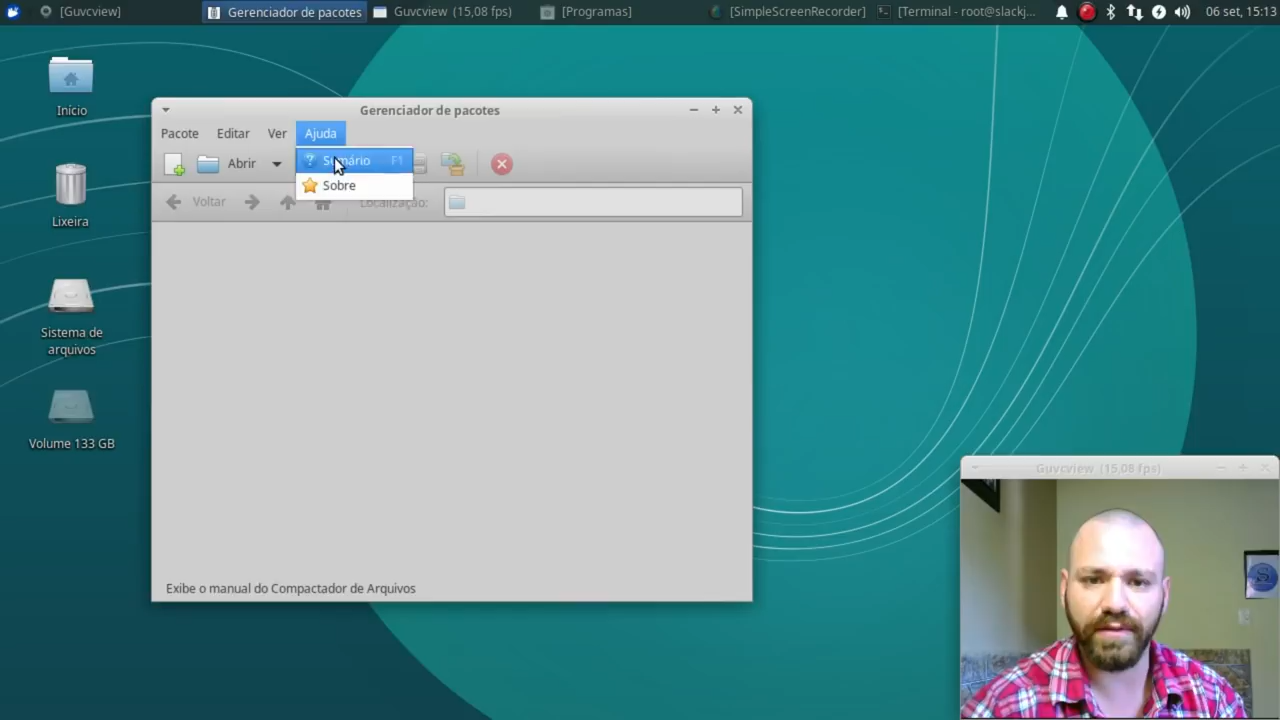 [Guvcview]
Gerenciador de pacotes
Guvcview (15,08 fps)
[Programas]
[SimpleScreenRecorder]
[Terminal - root@slackj...
06 set, 15:13
Início
Lixeira
Sistema de
arquivos
Volume 133 GB
Gerenciador de pacotes
Pacote Editar Ver Ajuda
Abrir
Sumário F1
Sobre
Voltar
Localização:
Exibe o manual do Compactador de Arquivos
Guvcview (15,08 fps)